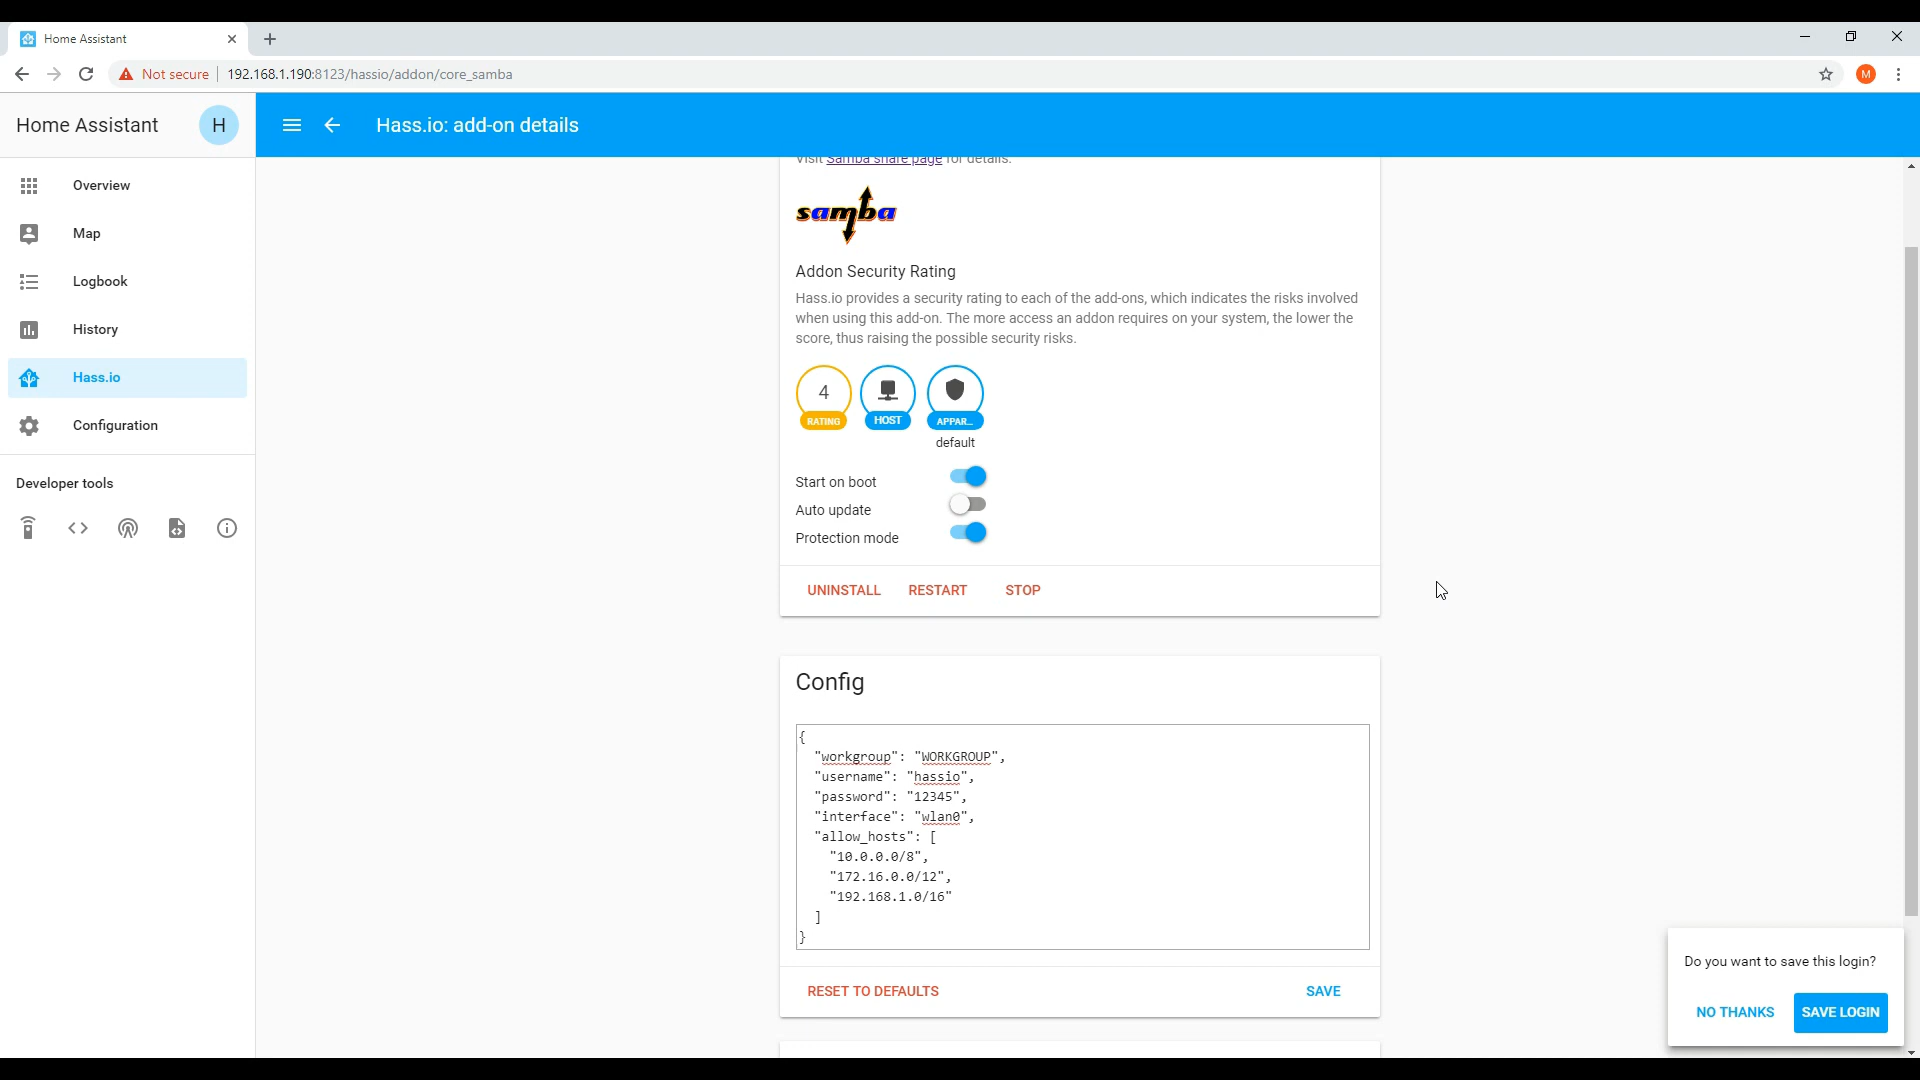 Home Assistant
Not secure
192.168.1.190:8123/hassio/addon/core_samba
M
Home Assistant
H
Hass.io: add-on details
Overview
Map
Logbook
History
Hass.io
Configuration
Developer tools
Visit Samba share page for details.
samba
Addon Security Rating
Hass.io provides a security rating to each of the add-ons, which indicates the risks involved
when using this add-on. The more access an addon requires on your system, the lower the
score, thus raising the possible security risks.
4
RATING
HOST
APPAR...
default
Start on boot
Auto update
Protection mode
UNINSTALL RESTART STOP
Config
{
"workgroup": "WORKGROUP",
"username": "hassio",
"password": "12345",
"interface": "wlan0",
"allow_hosts": [
"10.0.0.0/8",
"172.16.0.0/12",
"192.168.1.0/16"
]
}
RESET TO DEFAULTS SAVE
Do you want to save this login?
NO THANKS SAVE LOGIN